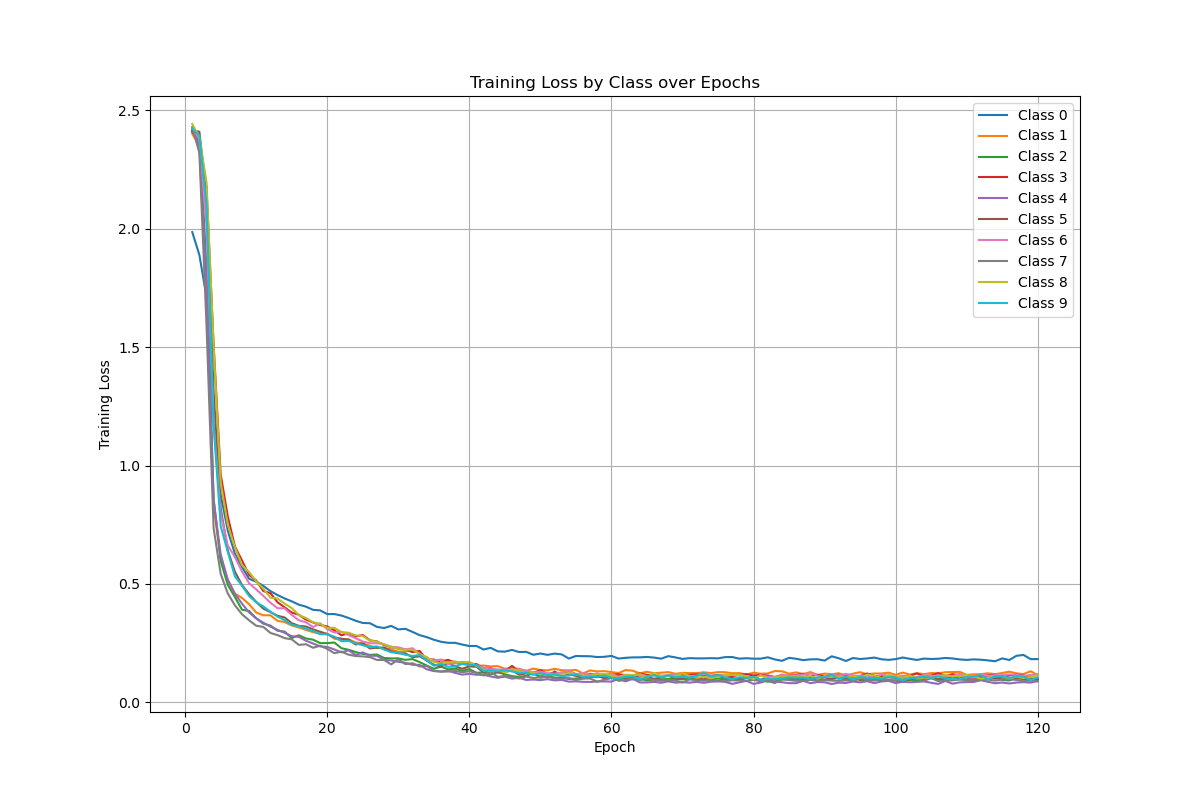 Training Loss by Class over Epochs
2.5
2.0
1.5
1.0
0.5
0.0
Training Loss
0
20
40
60
80
100
120
Epoch
Class 0
Class 1
Class 2
Class 3
Class 4
Class 5
Class 6
Class 7
Class 8
Class 9